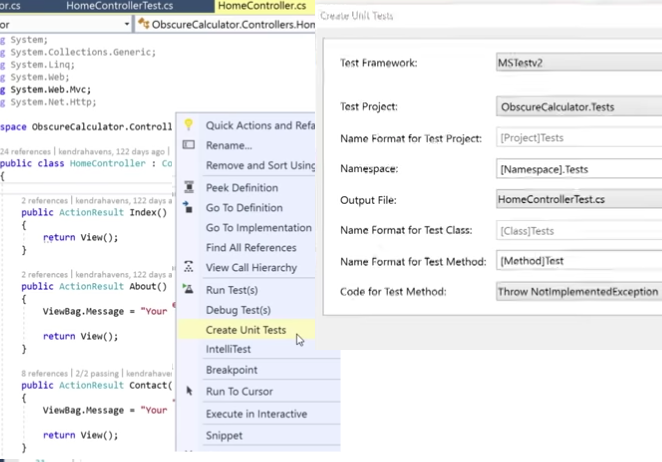 or.cs HomeControllerTest.cs HomeController.cs
or ObscureCalculator.Controllers.Hom
g System;
g System.Collections.Generic;
g System.Linq;
g System.Web;
g System.Web.Mvc;
g System.Net.Http;
space ObscureCalculator.Controll
24 references | kendrahavens, 122 days ago |
public class HomeController : Co
{
2 references | kendrahavens, 122 days a
public ActionResult Index()
{
return View();
}
2 references | kendrahavens, 122 days a
public ActionResult About()
{
ViewBag.Message = "Your
return View();
}
8 references | 2/2 passing | kendrahave
public ActionResult Contact(
{
ViewBag.Message = "Your
return View();
}
Quick Actions and Refa
Rename...
Remove and Sort Using
Peek Definition
Go To Definition
Go To Implementation
Find All References
View Call Hierarchy
Run Test(s)
Debug Test(s)
Create Unit Tests
IntelliTest
Breakpoint
Run To Cursor
Execute in Interactive
Snippet
Create Unit Tests
Test Framework: MSTestv2
Test Project: ObscureCalculator.Tests
Name Format for Test Project: [Project]Tests
Namespace: [Namespace].Tests
Output File: HomeControllerTest.cs
Name Format for Test Class: [Class]Tests
Name Format for Test Method: [Method]Test
Code for Test Method: Throw NotImplementedException